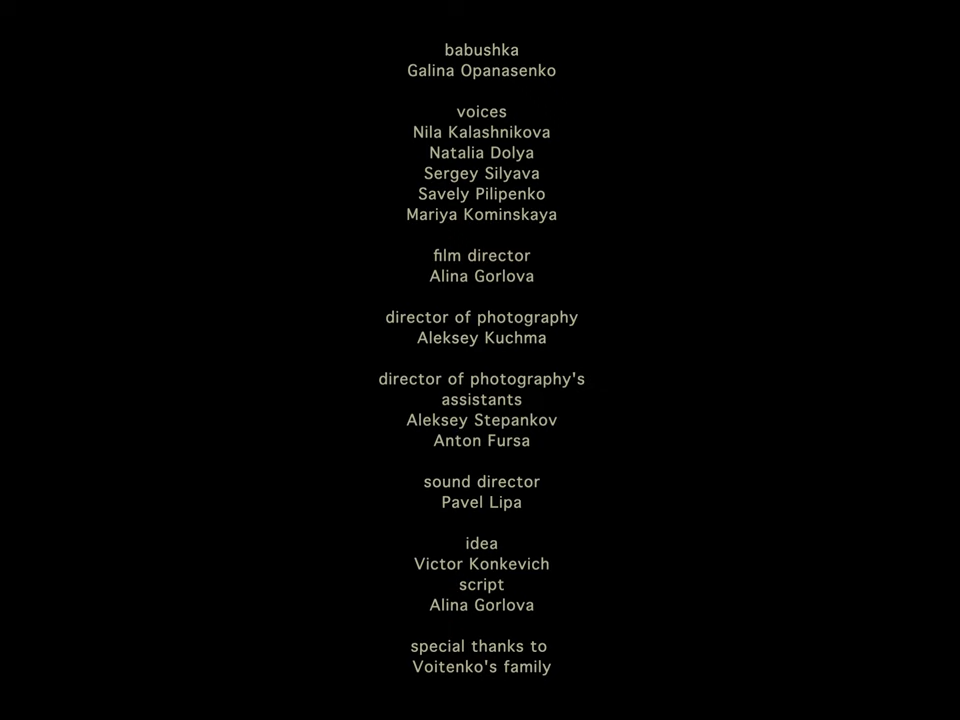 babushka
Galina Opanasenko
voices
Nila Kalashnikova
Natalia Dolya
Sergey Silyava
Savely Pilipenko
Mariya Kominskaya
film director
Alina Gorlova
director of photography
Aleksey Kuchma
director of photography's
assistants
Aleksey Stepankov
Anton Fursa
sound director
Pavel Lipa
idea
Victor Konkevich
script
Alina Gorlova
special thanks to
Voitenko's family